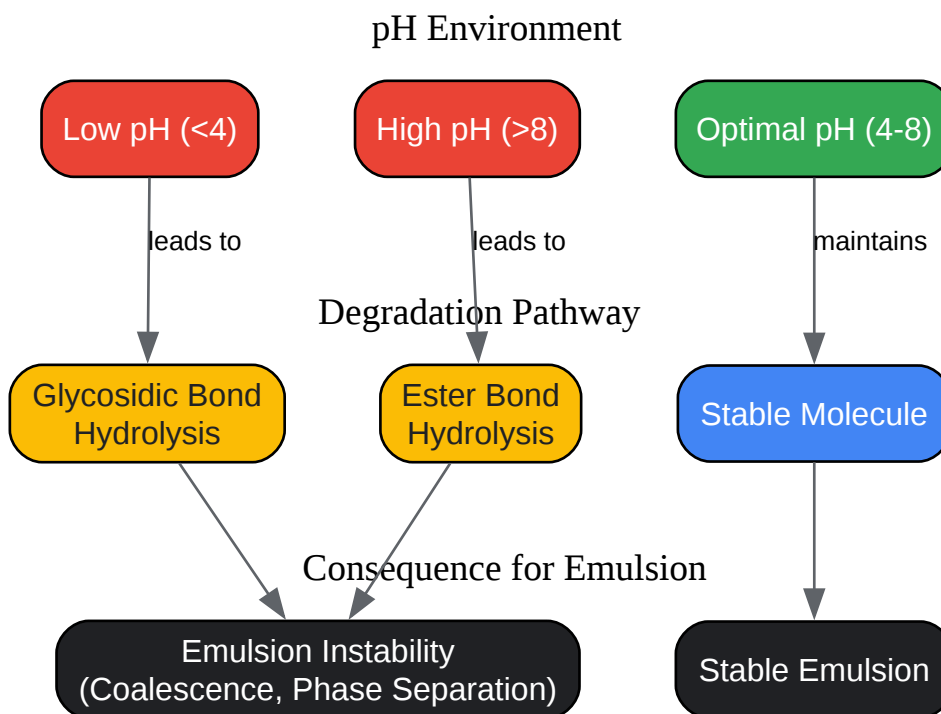 pH Environment
Low pH (<4)
High pH (>8)
Optimal pH (4-8)
leads to
leads to
maintains
Degradation Pathway
Glycosidic Bond
Hydrolysis
Ester Bond
Hydrolysis
Stable Molecule
Consequence for Emulsion
Emulsion Instability
(Coalescence, Phase Separation)
Stable Emulsion